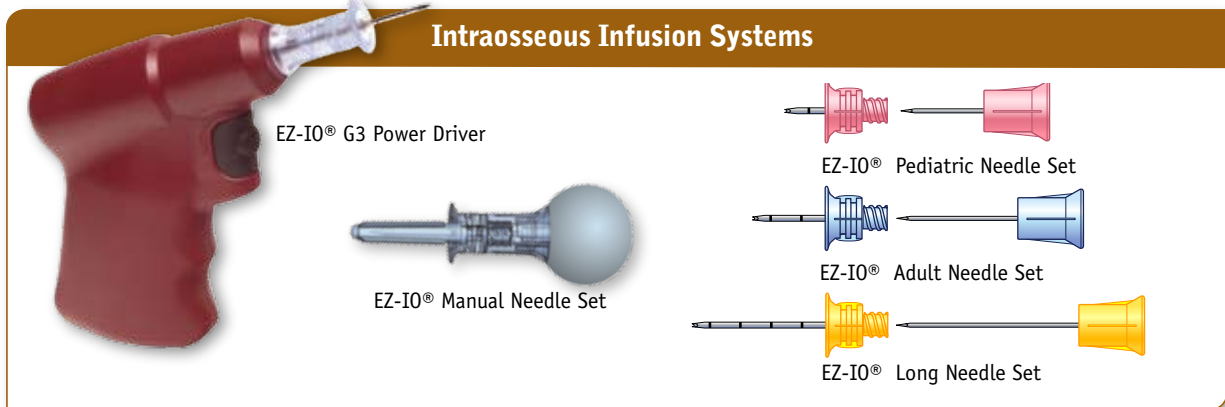 Intraosseous Infusion Systems
EZ-IO® G3 Power Driver
EZ-IO® Manual Needle Set
EZ-IO® Pediatric Needle Set
EZ-IO® Adult Needle Set
EZ-IO® Long Needle Set